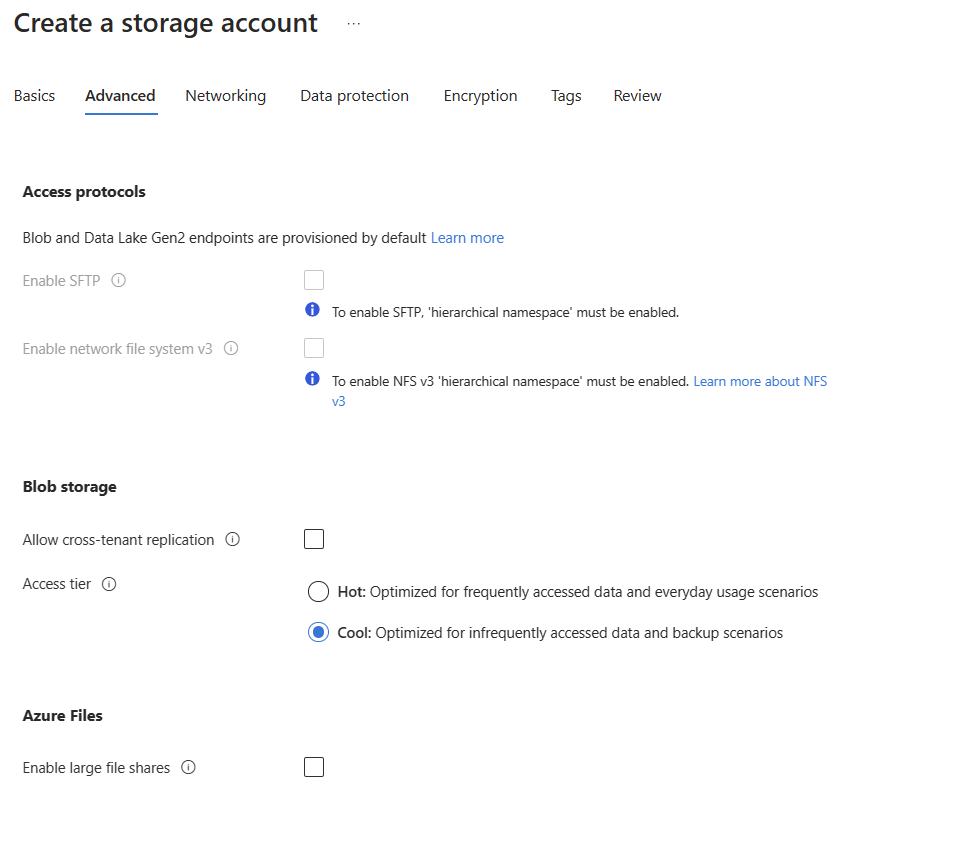 Create a storage account ...
Basics Advanced Networking Data protection Encryption Tags Review
Access protocols
Blob and Data Lake Gen2 endpoints are provisioned by default Learn more
Enable SFTP
To enable SFTP, 'hierarchical namespace' must be enabled.
Enable network file system v3
To enable NFS v3 'hierarchical namespace' must be enabled. Learn more about NFS
v3
Blob storage
Allow cross-tenant replication
Access tier
Hot: Optimized for frequently accessed data and everyday usage scenarios
Cool: Optimized for infrequently accessed data and backup scenarios
Azure Files
Enable large file shares